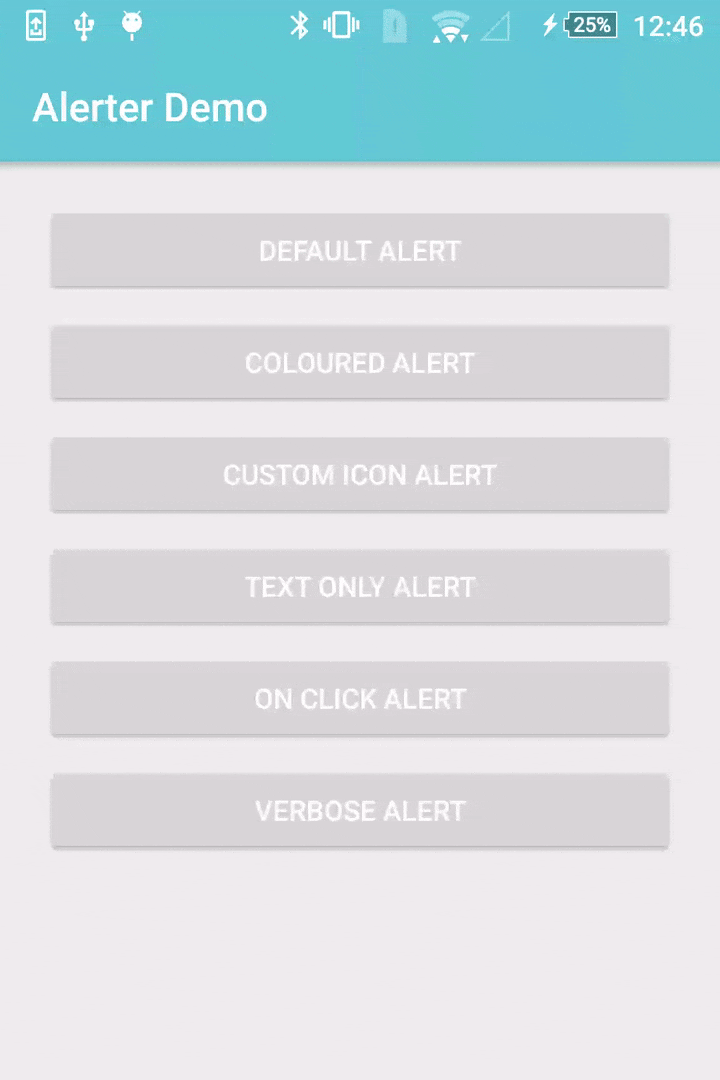 25% 12:46
Alerter Demo
DEFAULT ALERT
COLOURED ALERT
CUSTOM ICON ALERT
TEXT ONLY ALERT
ON CLICK ALERT
VERBOSE ALERT